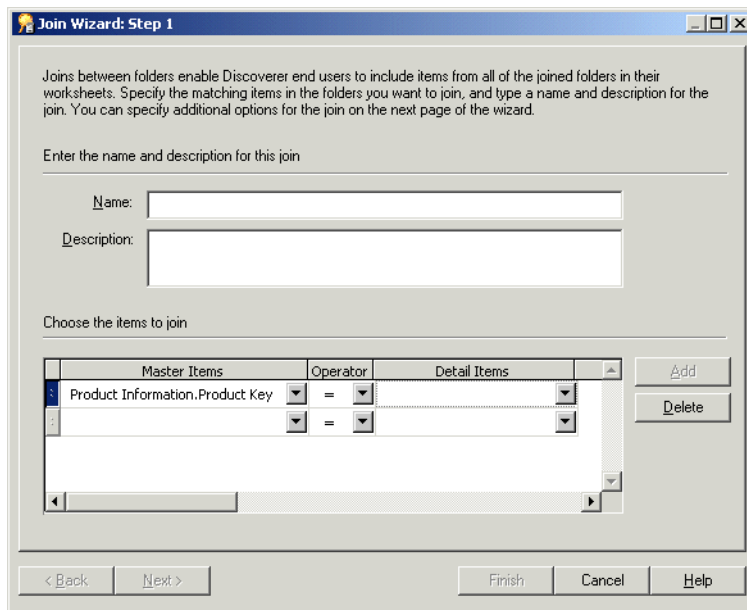 Join Wizard: Step 1
Joins between folders enable Discoverer end users to include items from all of the joined folders in their
worksheets. Specify the matching items in the folders you want to join, and type a name and description for the
join. You can specify additional options for the join on the next page of the wizard.
Enter the name and description for this join
Name:
Description:
Choose the items to join
Master Items Operator Detail Items
Add
Product Information.Product Key =
Delete
=
< Back Next > Finish Cancel Help